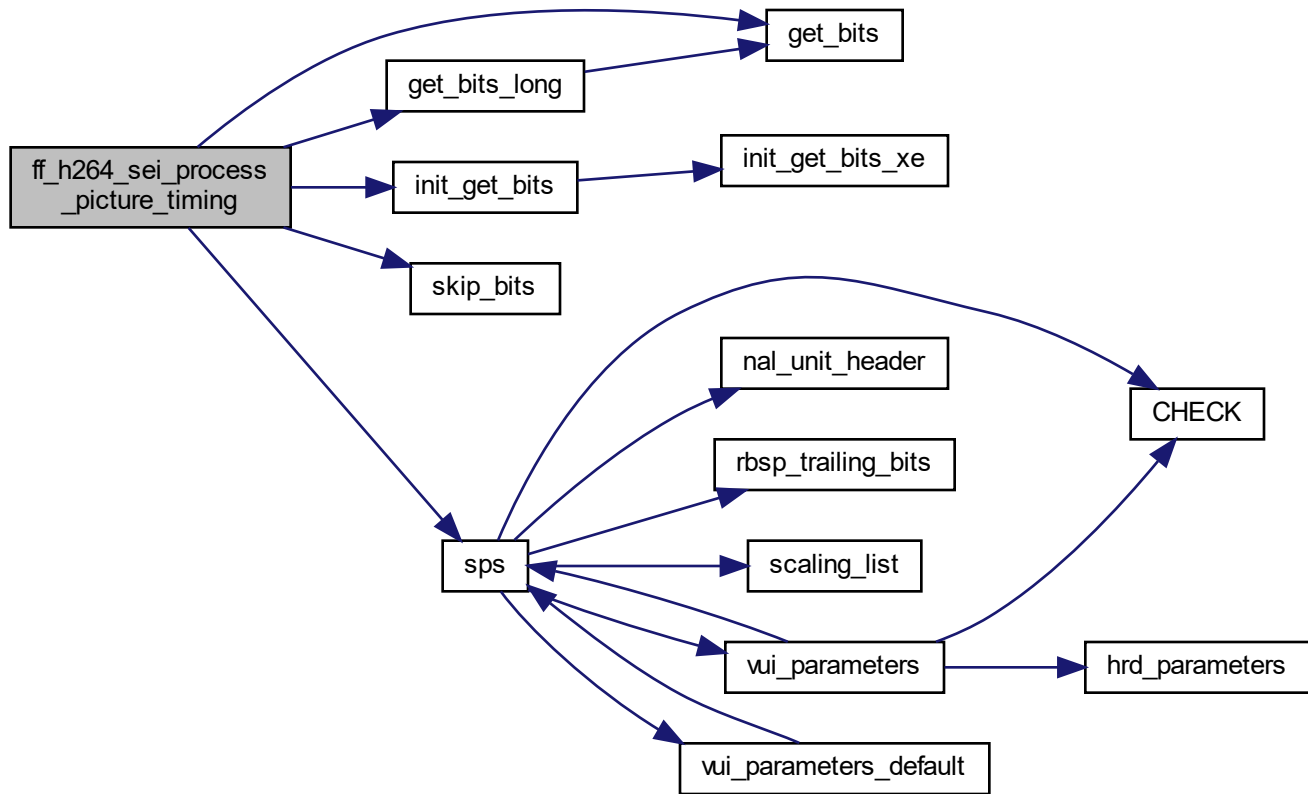 get_bits
get_bits_long
init_get_bits_xe
ff_h264_sei_process
_picture_timing
init_get_bits
skip_bits
nal_unit_header
CHECK
rbsp_trailing_bits
sps
scaling_list
vui_parameters
hrd_parameters
vui_parameters_default